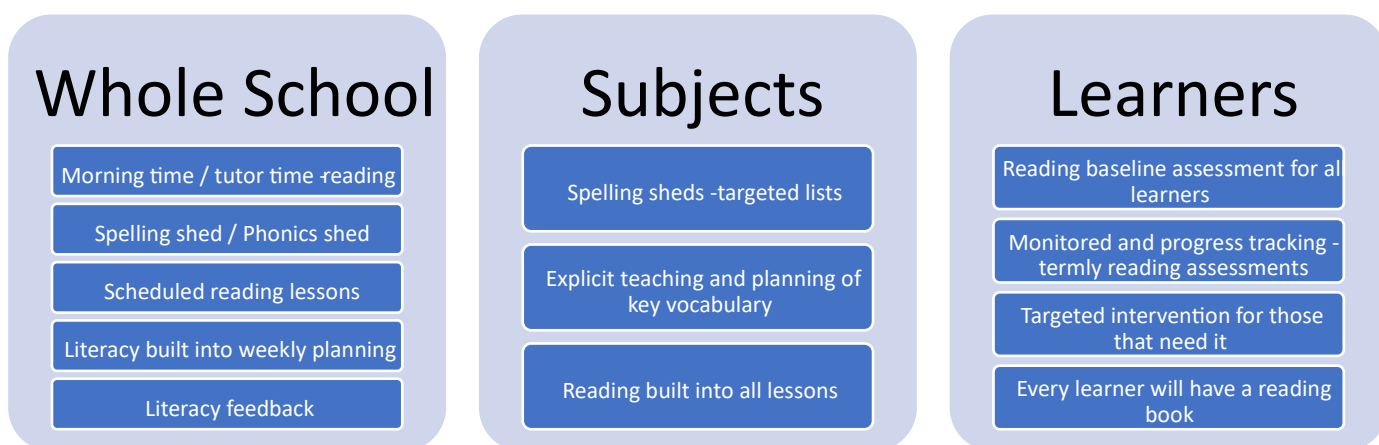 Whole School
Morning time / tutor time -reading
Spelling shed / Phonics shed
Scheduled reading lessons
Literacy built into weekly planning
Literacy feedback
Subjects
Spelling sheds -targeted lists
Explicit teaching and planning of
key vocabulary
Reading built into all lessons
Learners
Reading baseline assessment for al
learners
Monitored and progress tracking -
termly reading assessments
Targeted intervention for those
that need it
Every learner will have a reading
book